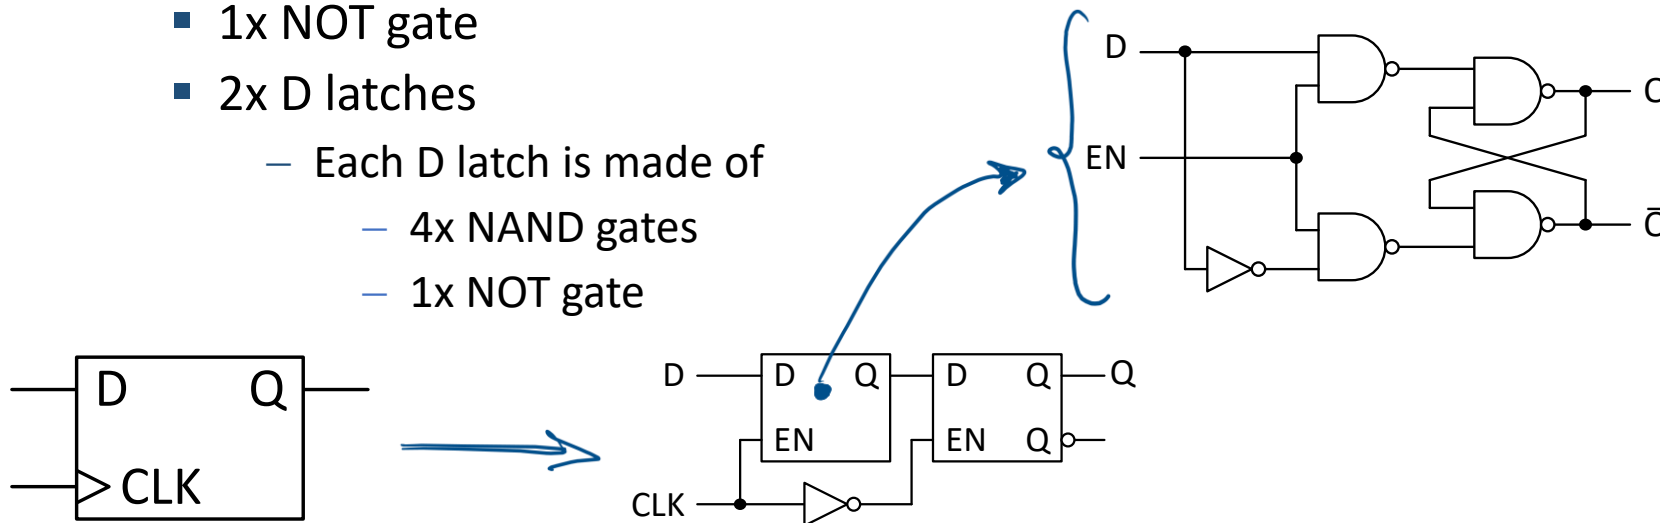 ▪ 1x NOT gate
▪ 2x D latches
– Each D latch is made of
– 4x NAND gates
– 1x NOT gate
D
EN
D Q
CLK
D
D Q
EN
D Q
EN Q
Q
CLK